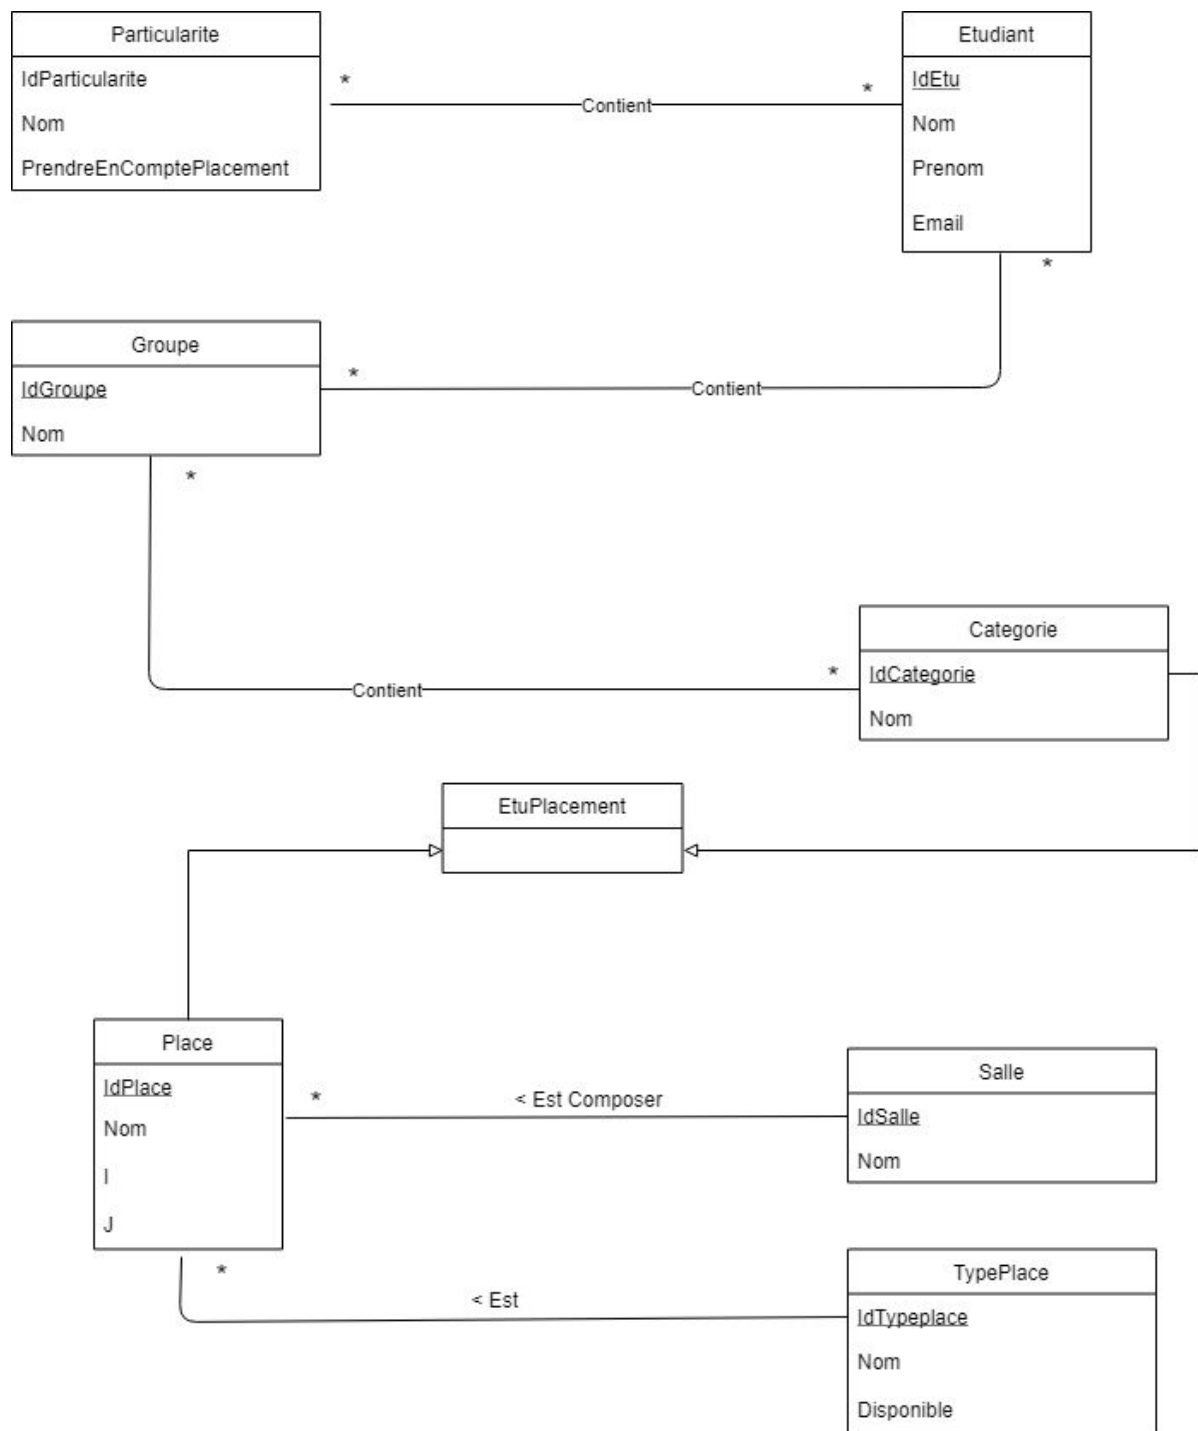 Particularite
IdParticularite
Nom
PrendreEnComptePlacement
*
Contient
*
Etudiant
IdEtu
Nom
Prenom
Email
*
Groupe
IdGroupe
Nom
*
Contient
*
Contient
*
Categorie
IdCategorie
Nom
EtuPlacement
Place
IdPlace
Nom
I
J
*
< Est Composer
Salle
IdSalle
Nom
*
< Est
TypePlace
IdTypeplace
Nom
Disponible